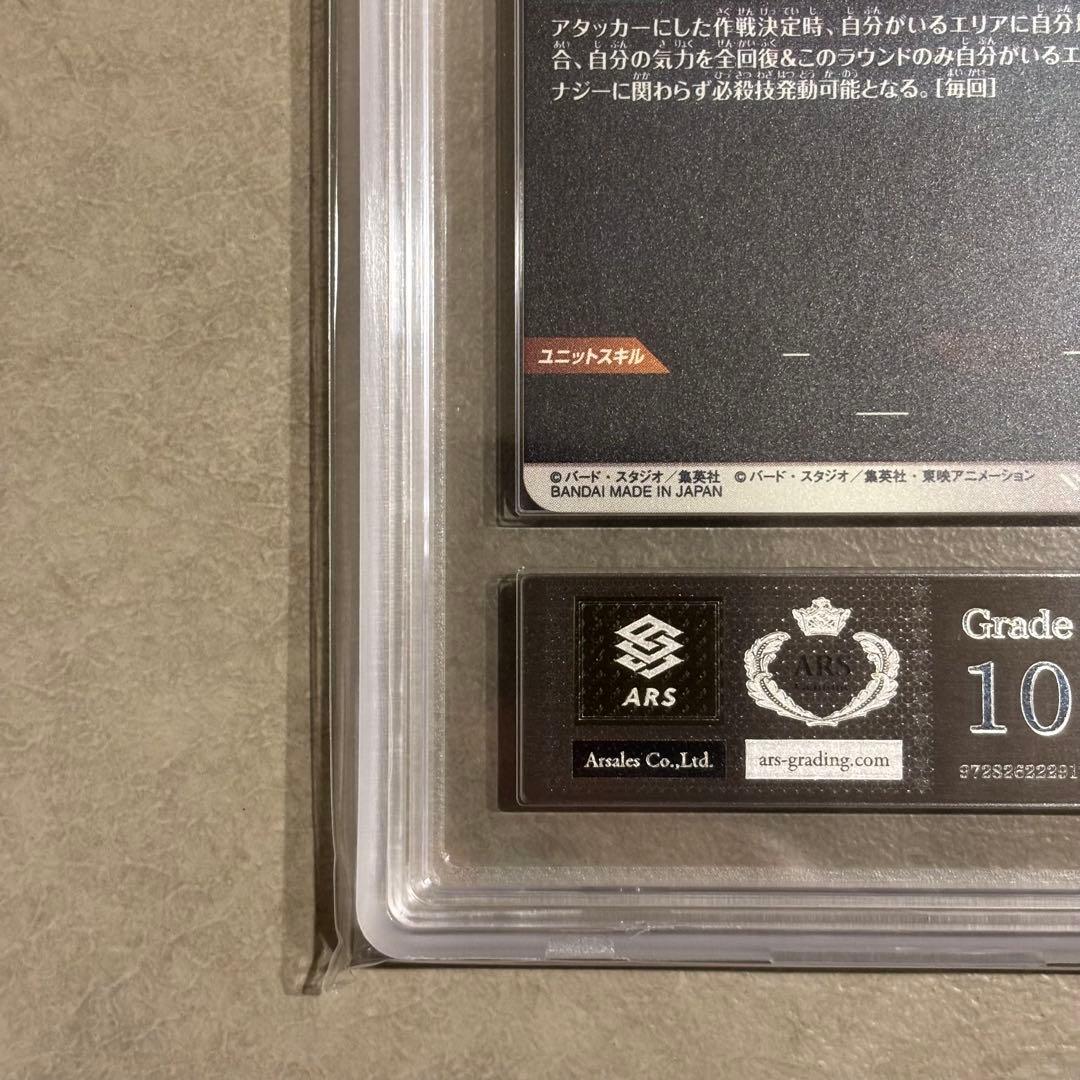 アタッカーにした作戦決定時、自分がいるエリアに自分
合、自分の気力を全回復&このラウンドのみ自分がいるエ
ナジーに関わらず必殺技発動可能となる。[毎回]
ユニットスキル
©バード・スタジオ/集英社 ©バード・スタジオ/集英社・東映アニメーション
BANDAI MADE IN JAPAN
ARS
Arsales Co.,Ltd.
ARS
ars-grading.com
Grade
10
97282622291